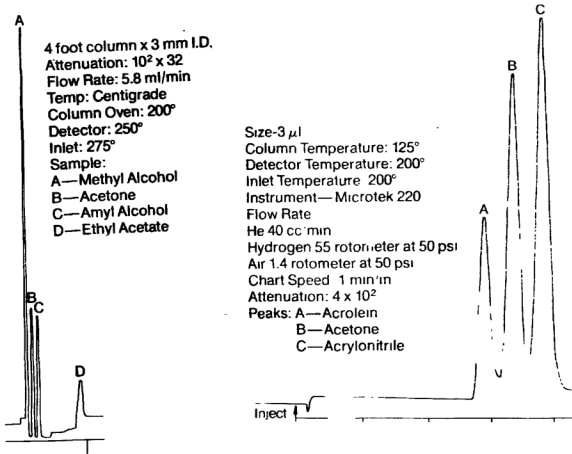 A
4 foot column x 3 mm I.D.
Attenuation: 10² x 32
Flow Rate: 5.8 ml/min
Temp: Centigrade
Column Oven: 200°
Detector: 250°
Inlet: 275°
Sample:
A—Methyl Alcohol
B—Acetone
C—Amyl Alcohol
D—Ethyl Acetate
B C
D
Size-3 µl
Column Temperature: 125°
Detector Temperature: 200°
Inlet Temperature 200°
Instrument—Microtek 220
Flow Rate
He 40 cc min
Hydrogen 55 rotometer at 50 psi
Air 1.4 rotometer at 50 psi
Chart Speed 1 min/in
Attenuation: 4 x 10²
Peaks: A—Acrolein
B—Acetone
C—Acrylonitrile
Inject
A
B
C